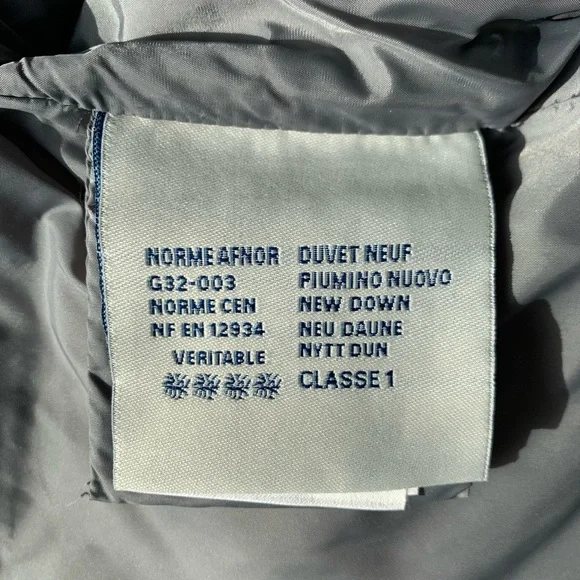 NORME AFNOR
G32-003
NORME CEN
NF EN 12934
VERITABLE
DUVET NEUF
PIUMINO NUOVO
NEW DOWN
NEU DAUNE
NYTT DUN
CLASSE 1